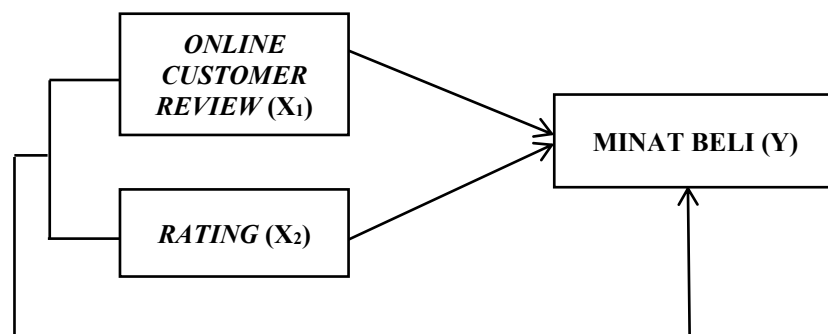 ONLINE
CUSTOMER
REVIEW (X₁)
MINAT BELI (Y)
RATING (X₂)